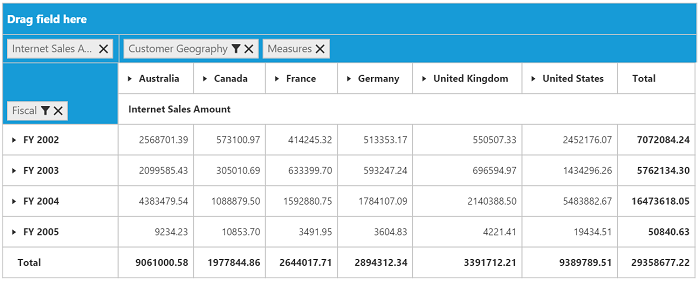 Drag field here
Internet Sales A... Customer Geography Measures
Australia Canada France Germany United Kingdom United States Total
Fiscal Internet Sales Amount
FY 2002 2568701.39 573100.97 414245.32 513353.17 550507.33 2452176.07 7072084.24
FY 2003 2099585.43 305010.69 633399.70 593247.24 696594.97 1434296.26 5762134.30
FY 2004 4383479.54 1088879.50 1592880.75 1784107.09 2140388.50 5483882.67 16473618.05
FY 2005 9234.23 10853.70 3491.95 3604.83 4221.41 19434.51 50840.63
Total 9061000.58 1977844.86 2644017.71 2894312.34 3391712.21 9389789.51 29358677.22